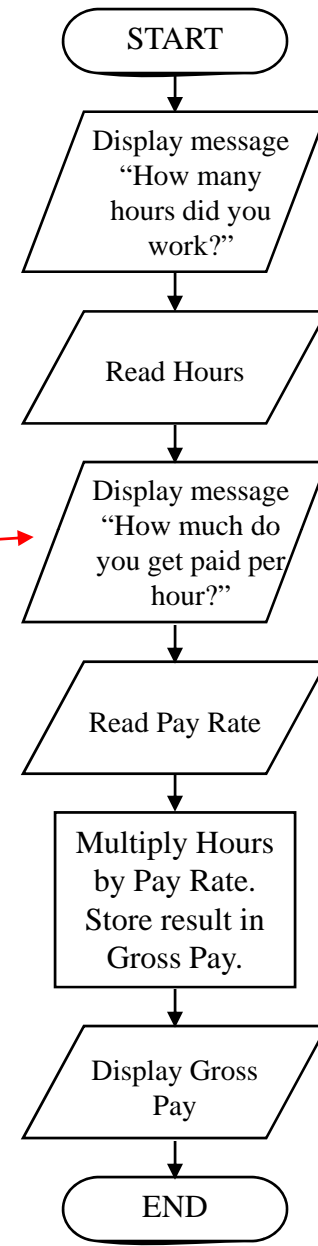 START
Display message
“How many
hours did you
work?”
Read Hours
Display message
“How much do
you get paid per
hour?”
Read Pay Rate
Multiply Hours
by Pay Rate.
Store result in
Gross Pay.
Display Gross
Pay
END